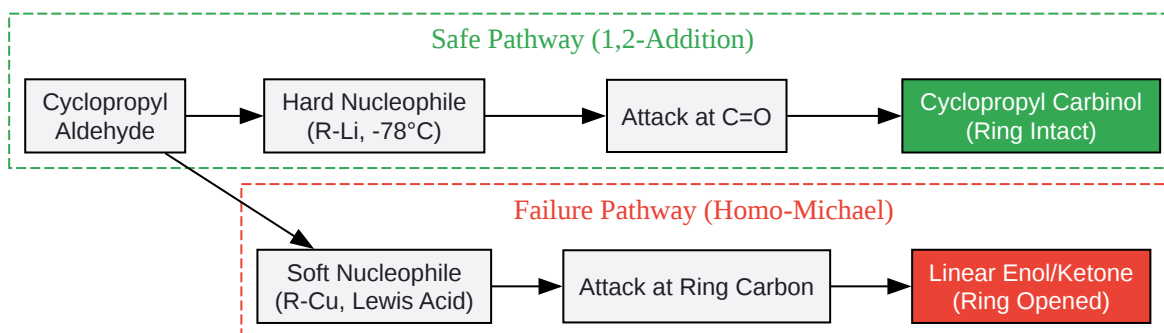 Safe Pathway (1,2-Addition)
Cyclopropyl
Aldehyde
Hard Nucleophile
(R-Li, -78°C)
Attack at C=O
Cyclopropyl Carbinol
(Ring Intact)
Failure Pathway (Homo-Michael)
Soft Nucleophile
(R-Cu, Lewis Acid)
Attack at Ring Carbon
Linear Enol/Ketone
(Ring Opened)